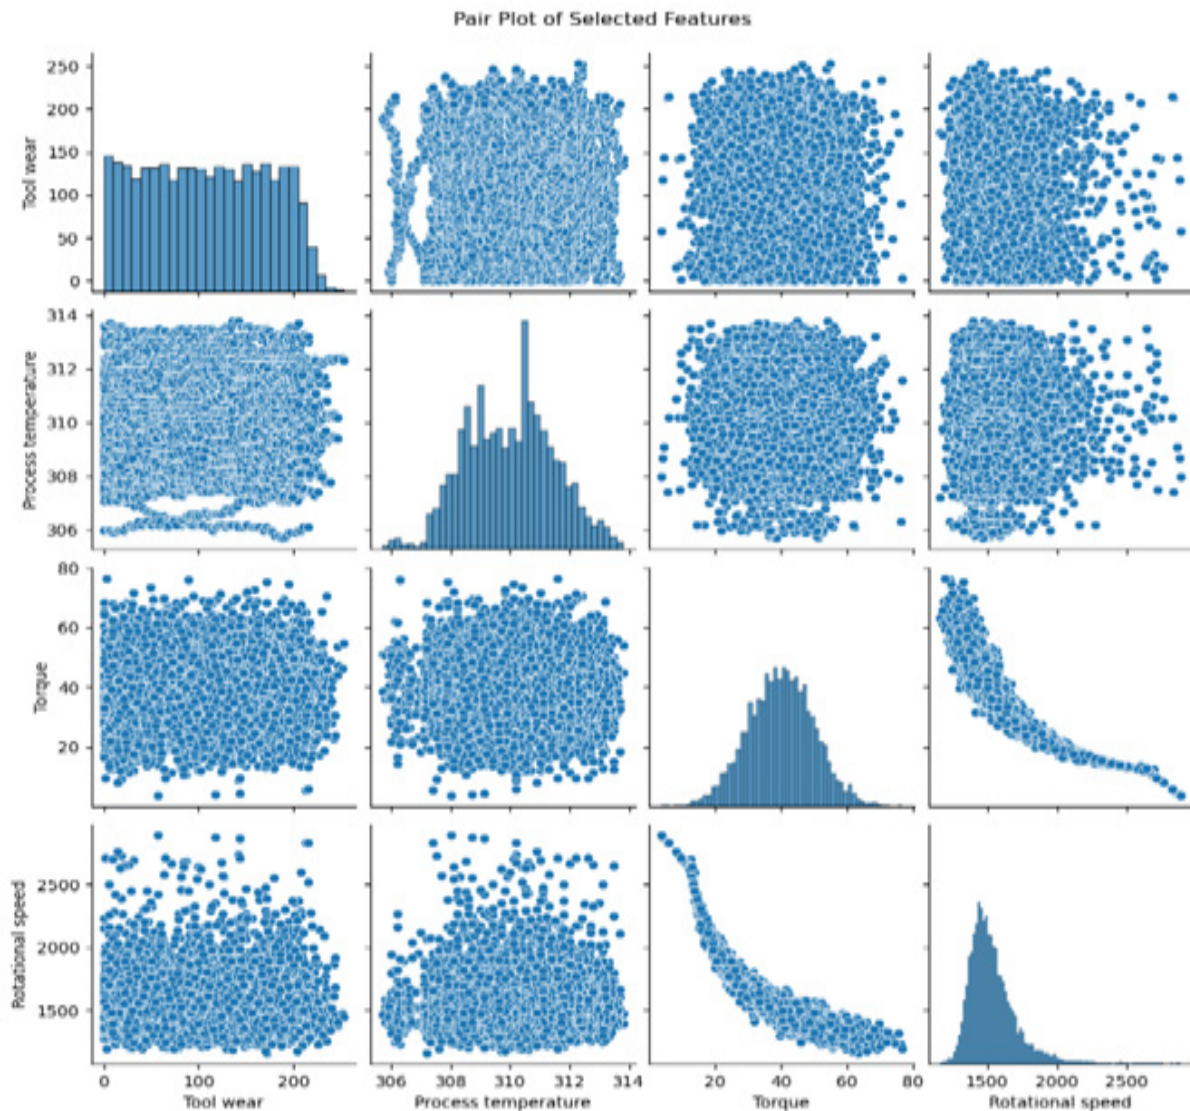 Pair Plot of Selected Features
250
200
150
100
50
0
Tool wear
314
312
310
308
306
Process temperature
80
60
40
20
Torque
2500
2000
1500
Rotational speed
0 100 200
306 308 310 312 314
20 40 60 80
1500 2000 2500
Tool wear
Process temperature
Torque
Rotational speed